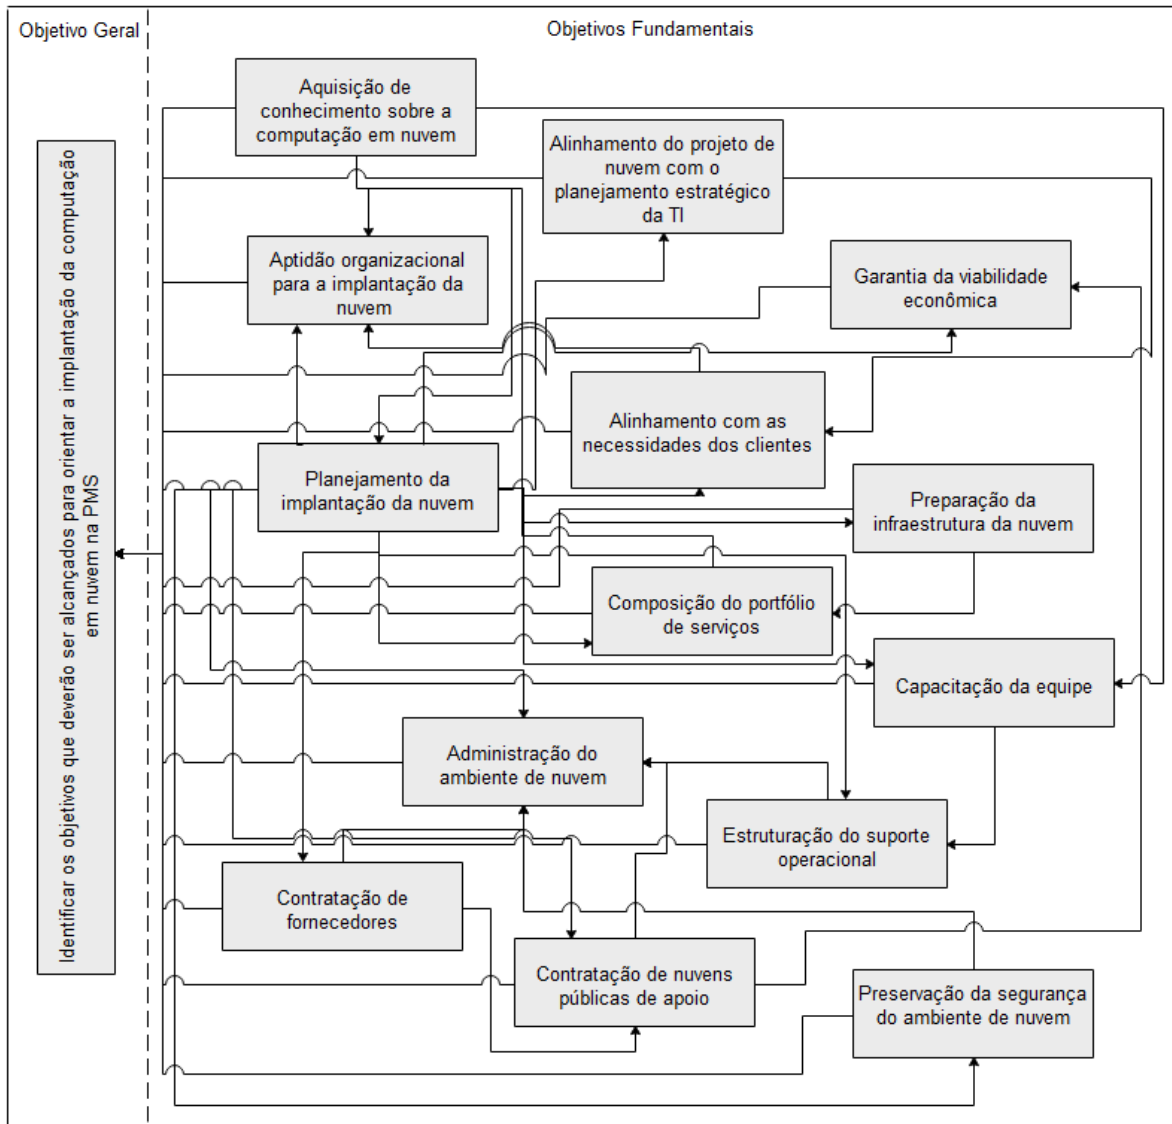 Objetivo Geral
Objetivos Fundamentais
Identificar os objetivos que deverão ser alcançados para orientar a implantação da computação
em nuvem na PMS
Aquisição de
conhecimento sobre a
computação em nuvem
Alinhamento do projeto de
nuvem com o
planejamento estratégico
da TI
Aptidão organizacional
para a implantação da
nuvem
Garantia da viabilidade
econômica
Alinhamento com as
necessidades dos clientes
Planejamento da
implantação da nuvem
Preparação da
infraestrutura da nuvem
Composição do portfólio
de serviços
Capacitação da equipe
Administração do
ambiente de nuvem
Estruturação do suporte
operacional
Contratação de
fornecedores
Contratação de nuvens
públicas de apoio
Preservação da segurança
do ambiente de nuvem